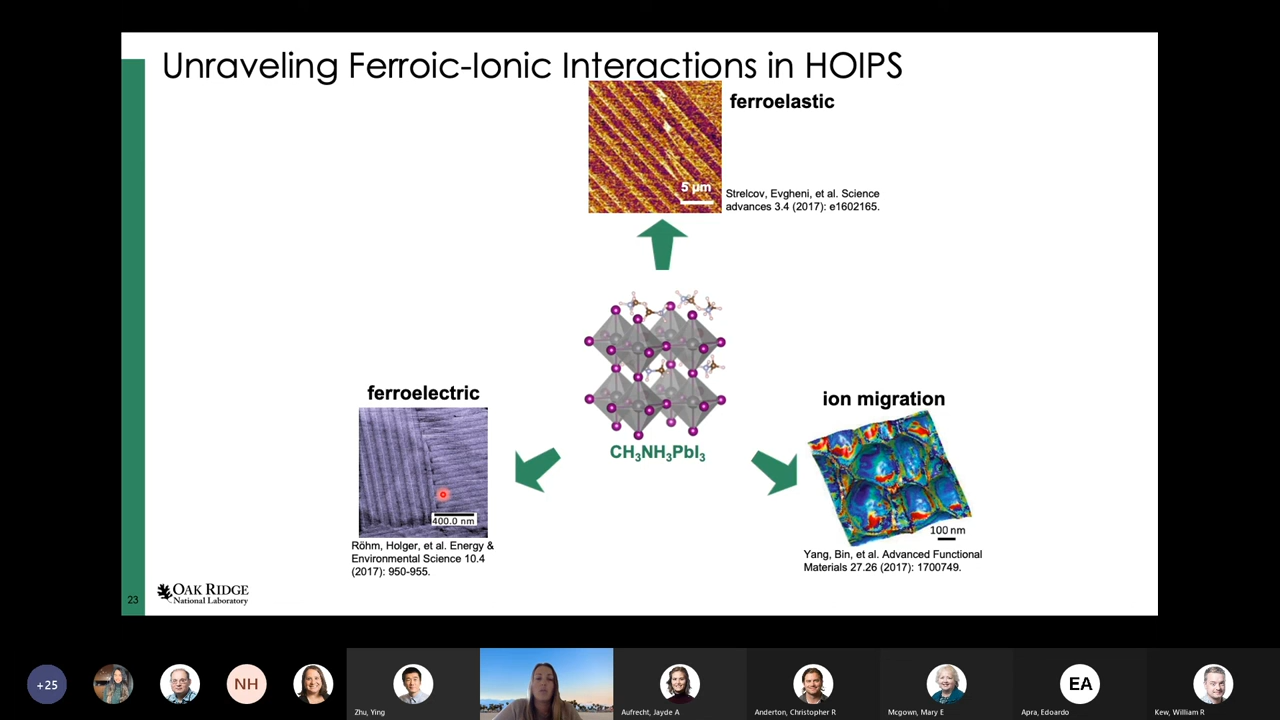 Unraveling Ferroic-Ionic Interactions in HOIPS
ferroelastic
5 µm
Strelcov, Evgheni, et al. Science
advances 3.4 (2017): e1602165.
ferroelectric
400.0 nm
Röhm, Holger, et al. Energy &
Environmental Science 10.4
(2017): 950-955.
CH₃NH₃PbI₃
ion migration
100 nm
Yang, Bin, et al. Advanced Functional
Materials 27.26 (2017): 1700749.
23
OAK RIDGE
National Laboratory
+25
NH
Zhu, Ying
Aufrecht, Jayde A
Anderton, Christopher R
Mcgown, Mary E
EA
Apra, Edoardo
Kew, William R